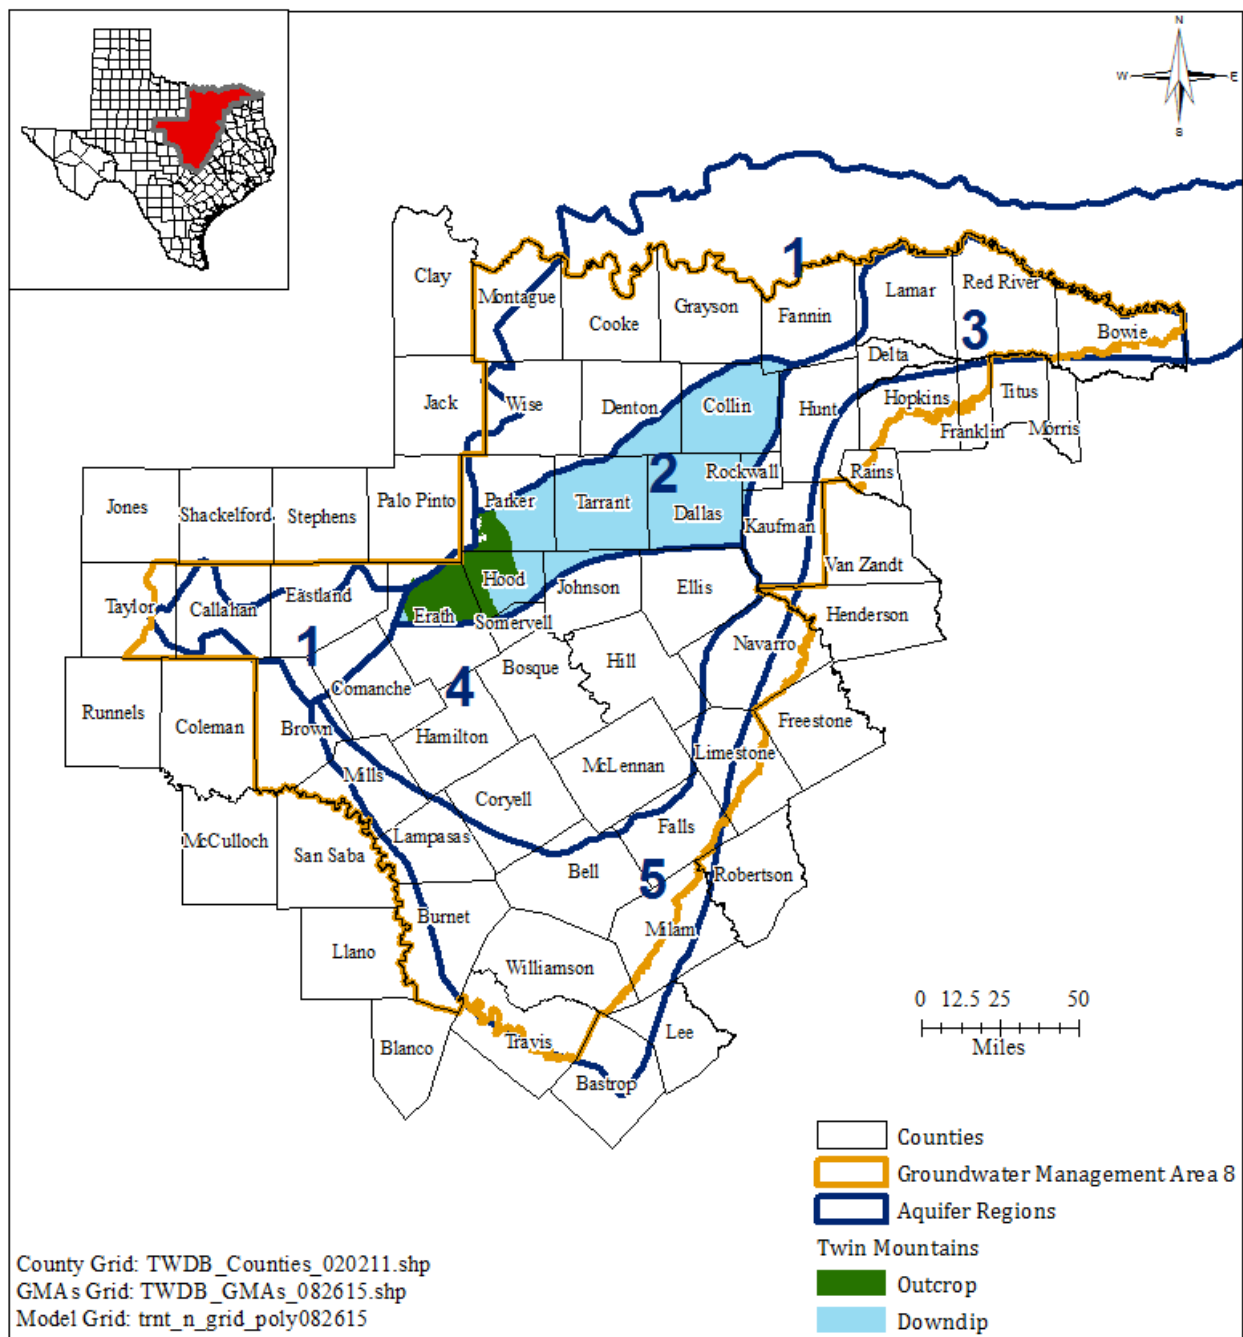 N
W E
S
1
Clay
Montague
Cooke
Grayson
Fannin
Lamar
Red River
Bowie
3
Delta
Jack
Wise
Denton
Collin
Hunt
Hopkins
Titus
Franklin
Morris
2
Rockwall
Rains
Jones
Shackelford
Stephens
Palo Pinto
Parker
Tarrant
Dallas
Kaufman
Van Zandt
Taylor
Callahan
Eastland
Erath
Hood
Somervell
Johnson
Ellis
Henderson
1
Comanche
4
Bosque
Hill
Navarro
Runnels
Coleman
Brown
Hamilton
McLennan
Limestone
Freestone
Mills
Coryell
McCulloch
San Saba
Lampasas
Bell
Falls
5
Robertson
Burnet
Milam
Llano
Williamson
Blanco
Travis
Lee
Bastrop
0 12.5 25 50
Miles
Counties
Groundwater Management Area 8
Aquifer Regions
Twin Mountains
Outcrop
Downdip
County Grid: TWDB_Counties_020211.shp
GMAs Grid: TWDB_GMAs_082615.shp
Model Grid: trnt_n_grid_poly082615